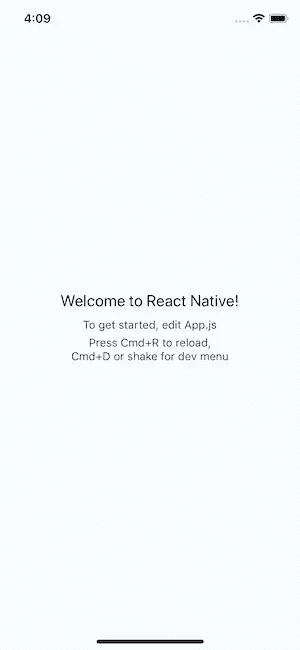 4:09
Welcome to React Native!
To get started, edit App.js
Press Cmd+R to reload,
Cmd+D or shake for dev menu